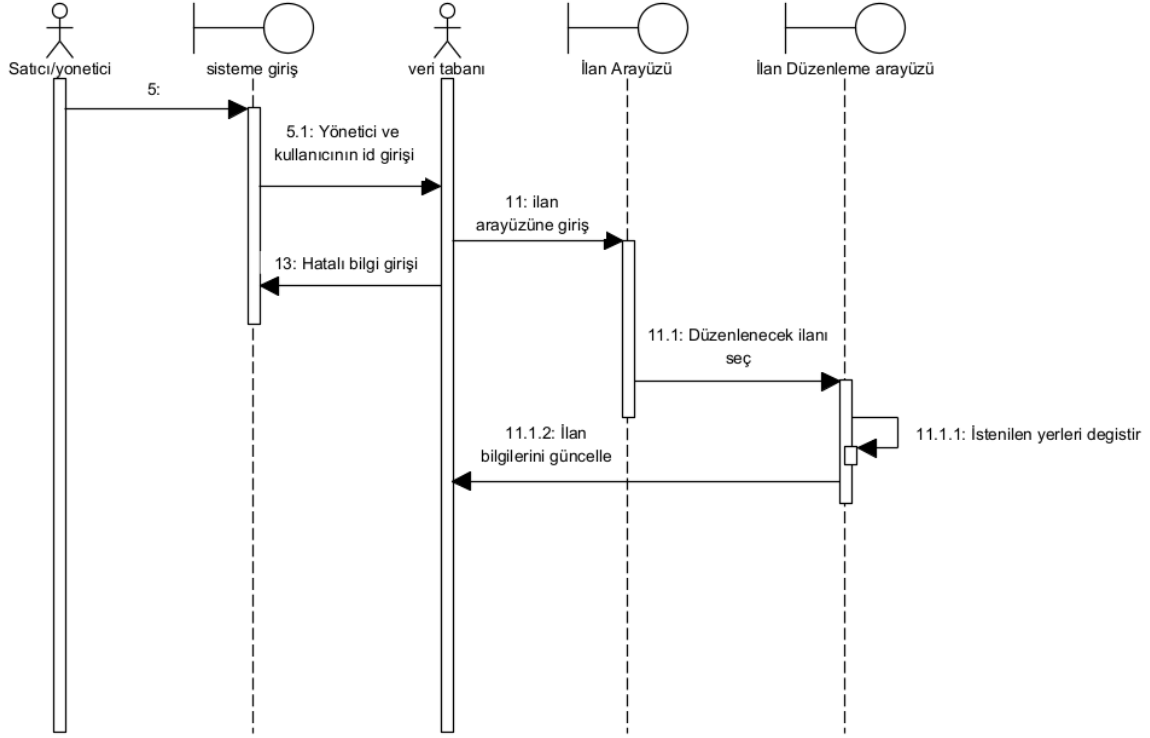 Satıcı/yonetici
sisteme giriş
veri tabanı
İlan Arayüzü
İlan Düzenleme arayüzü
5:
5.1: Yönetici ve
kullanıcının id girişi
11: ilan
arayüzüne giriş
13: Hatalı bilgi girişi
11.1: Düzenlenecek ilanı
seç
11.1.1: İstenilen yerleri degistir
11.1.2: İlan
bilgilerini güncelle